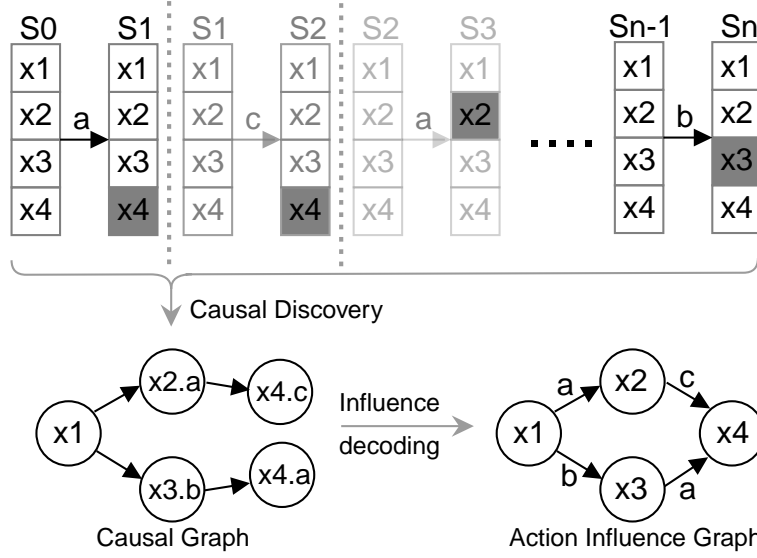 S0 S1 S1 S2 S2 S3 Sn-1 Sn
x1 x1 x1 x1 x1 x1 x1 x1
x2 x2 x2 x2 x2 x2 x2 x2
a c a b
x3 x3 x3 x3 x3 x3 x3 x3
x4 x4 x4 x4 x4 x4 x4 x4
....
Causal Discovery
x2.a x4.c
x1
x3.b x4.a
Causal Graph
Influence
decoding
a x2 c
x1 x4
b x3 a
Action Influence Graph